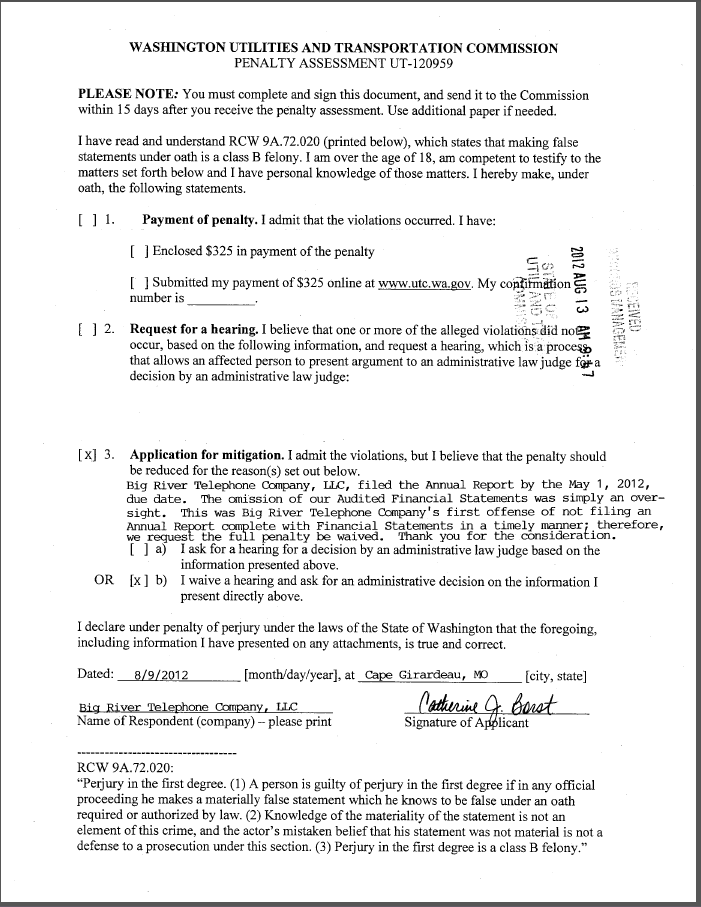 WASHINGTON UTILITIES AND TRANSPORTATION COMMISSION
PENALTY ASSESSMENT UT-120959
PLEASE NOTE: You must complete and sign this document, and send it to the Commission
within 15 days after you receive the penalty assessment. Use additional paper if needed.
I have read and understand RCW 9A.72.020 (printed below), which states that making false
statements under oath is a class B felony. I am over the age of 18, am competent to testify to the
matters set forth below and I have personal knowledge of those matters. I hereby make, under
oath, the following statements.
[ ] 1. Payment of penalty. I admit that the violations occurred. I have:
[ ] Enclosed $325 in payment of the penalty
[ ] Submitted my payment of $325 online at www.utc.wa.gov. My confirmation
number is __________.
[ ] 2. Request for a hearing. I believe that one or more of the alleged violations did not
occur, based on the following information, and request a hearing, which is a process
that allows an affected person to present argument to an administrative law judge for a
decision by an administrative law judge:
2012 AUG 13 AM
RECEIVED
[x] 3. Application for mitigation. I admit the violations, but I believe that the penalty should
be reduced for the reason(s) set out below.
Big River Telephone Company, LLC, filed the Annual Report by the May 1, 2012,
due date. The omission of our Audited Financial Statements was simply an over-
sight. This was Big River Telephone Company's first offense of not filing an
Annual Report complete with Financial Statements in a timely manner; therefore,
we request the full penalty be waived. Thank you for the consideration.
[ ] a) I ask for a hearing for a decision by an administrative law judge based on the
information presented above.
OR [x] b) I waive a hearing and ask for an administrative decision on the information I
present directly above.
I declare under penalty of perjury under the laws of the State of Washington that the foregoing,
including information I have presented on any attachments, is true and correct.
Dated: 8/9/2012 [month/day/year], at Cape Girardeau, MO [city, state]
Big River Telephone Company, LLC Catherine J. Borst
Name of Respondent (company) – please print Signature of Applicant
-----------------------------------
RCW 9A.72.020:
“Perjury in the first degree. (1) A person is guilty of perjury in the first degree if in any official
proceeding he makes a materially false statement which he knows to be false under an oath
required or authorized by law. (2) Knowledge of the materiality of the statement is not an
element of this crime, and the actor’s mistaken belief that his statement was not material is not a
defense to a prosecution under this section. (3) Perjury in the first degree is a class B felony.”